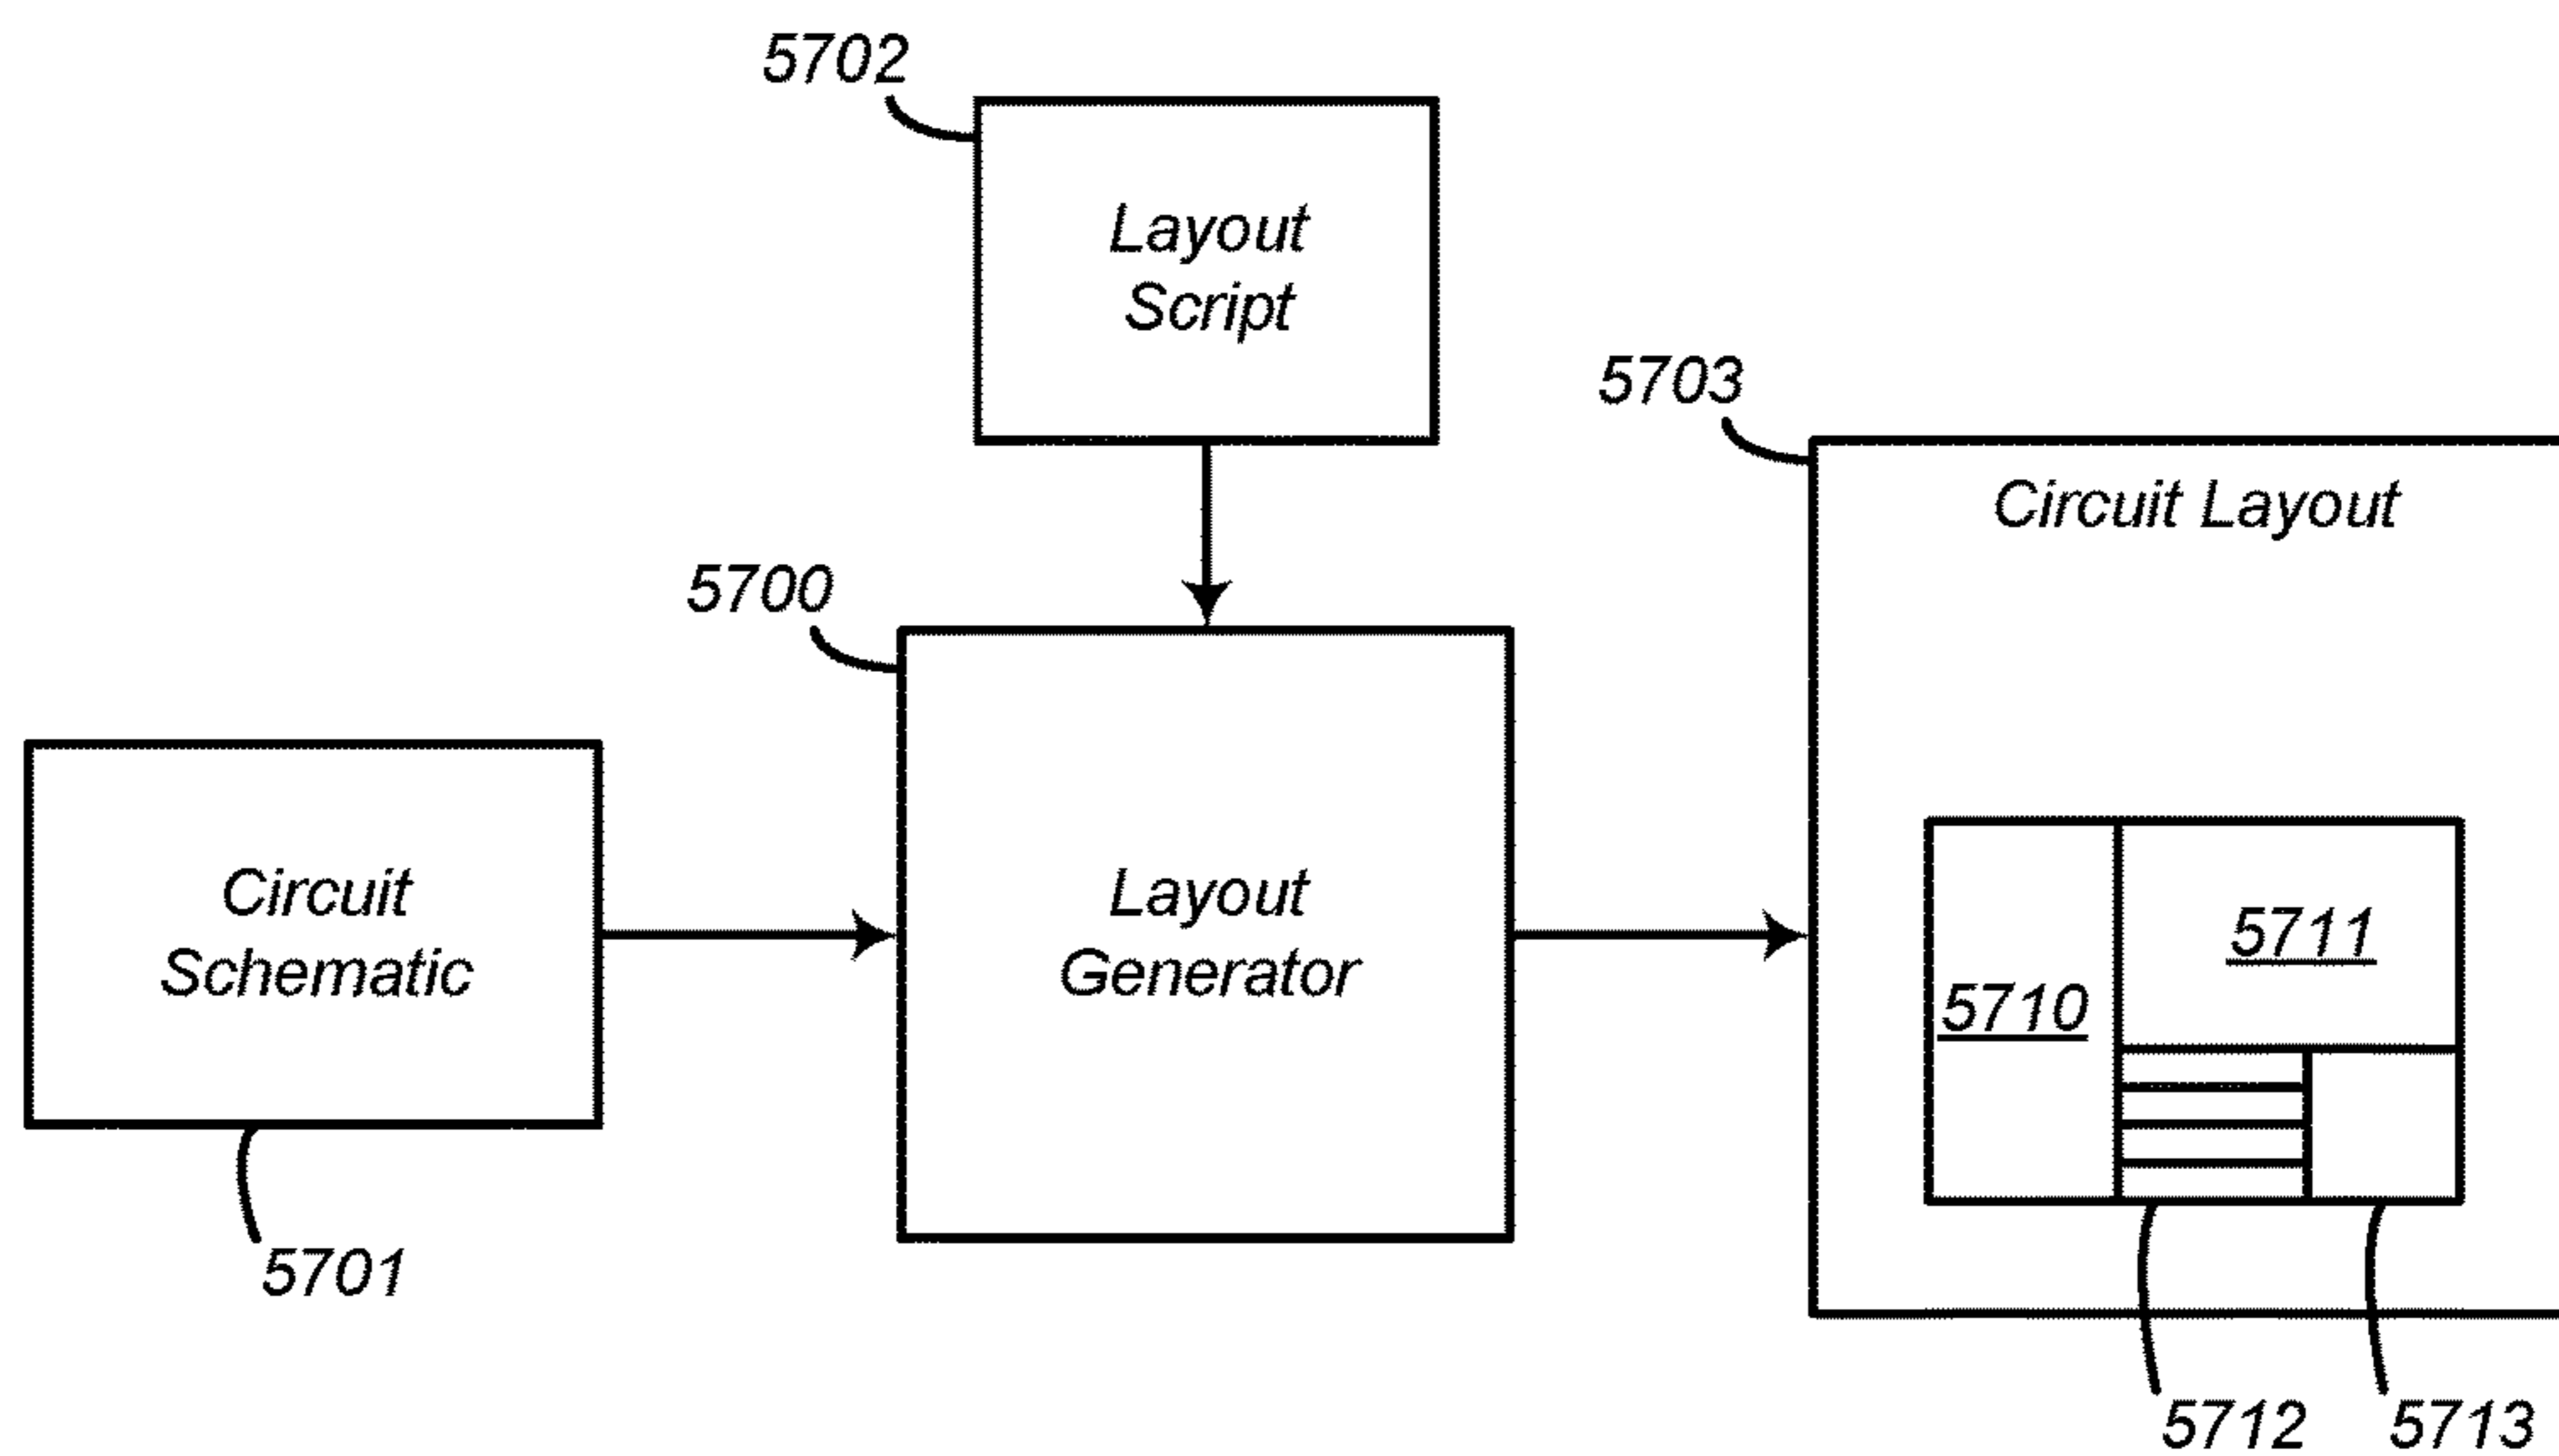 5702
Layout
Script
5703
Circuit Layout
5700
Circuit
Schematic
Layout
Generator
5711
5710
5701
5712
5713